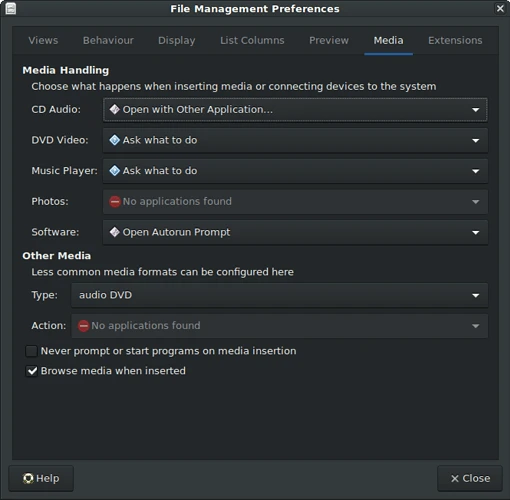 File Management Preferences
Views Behaviour Display List Columns Preview Media Extensions
Media Handling
Choose what happens when inserting media or connecting devices to the system
CD Audio: Open with Other Application...
DVD Video: Ask what to do
Music Player: Ask what to do
Photos: No applications found
Software: Open Autorun Prompt
Other Media
Less common media formats can be configured here
Type: audio DVD
Action: No applications found
Never prompt or start programs on media insertion
Browse media when inserted
Help Close